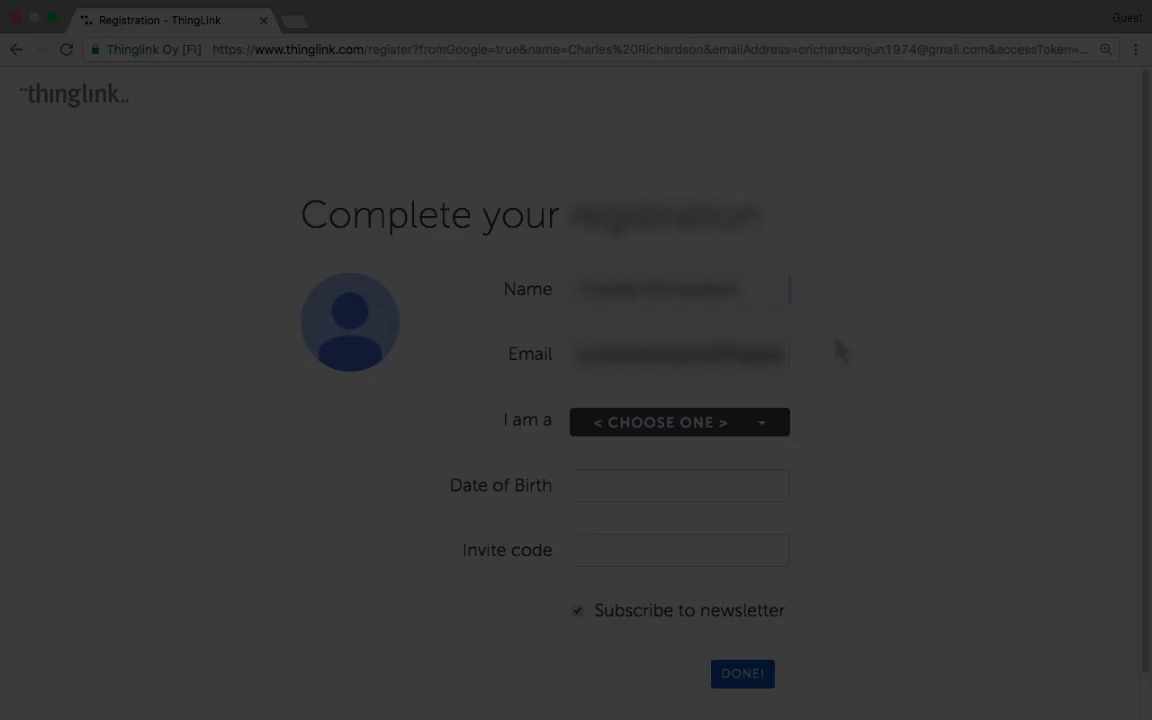 Registration - ThingLink
Guest
Thinglink Oy [FI] https://www.thinglink.com/register?fromGoogle=true&name=Charles%20Richardson&emailAddress=crichardsonjun1974@gmail.com&accessToken=...
thinglink..
Complete your registration
Name
Email
I am a < CHOOSE ONE >
Date of Birth
Invite code
Subscribe to newsletter
DONE!